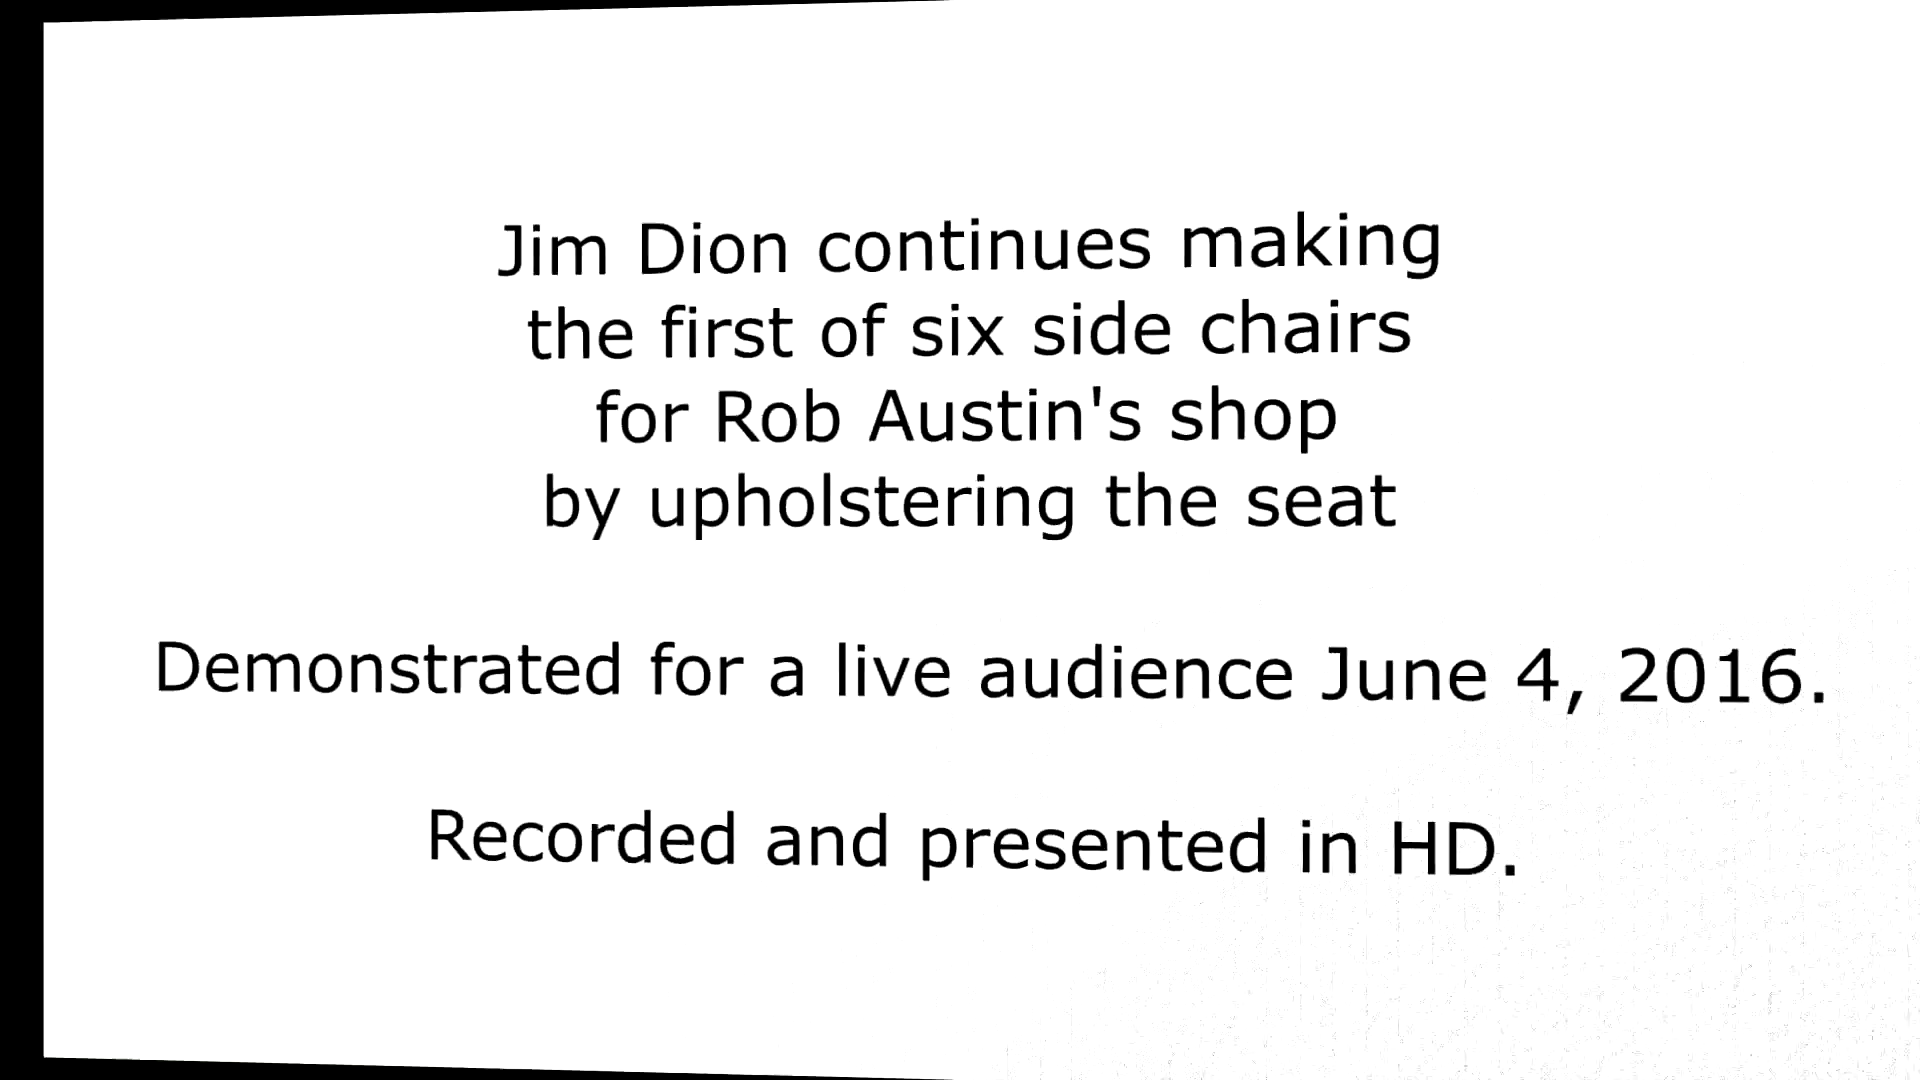 Jim Dion continues making
the first of six side chairs
for Rob Austin's shop
by upholstering the seat
Demonstrated for a live audience June 4, 2016.
Recorded and presented in HD.